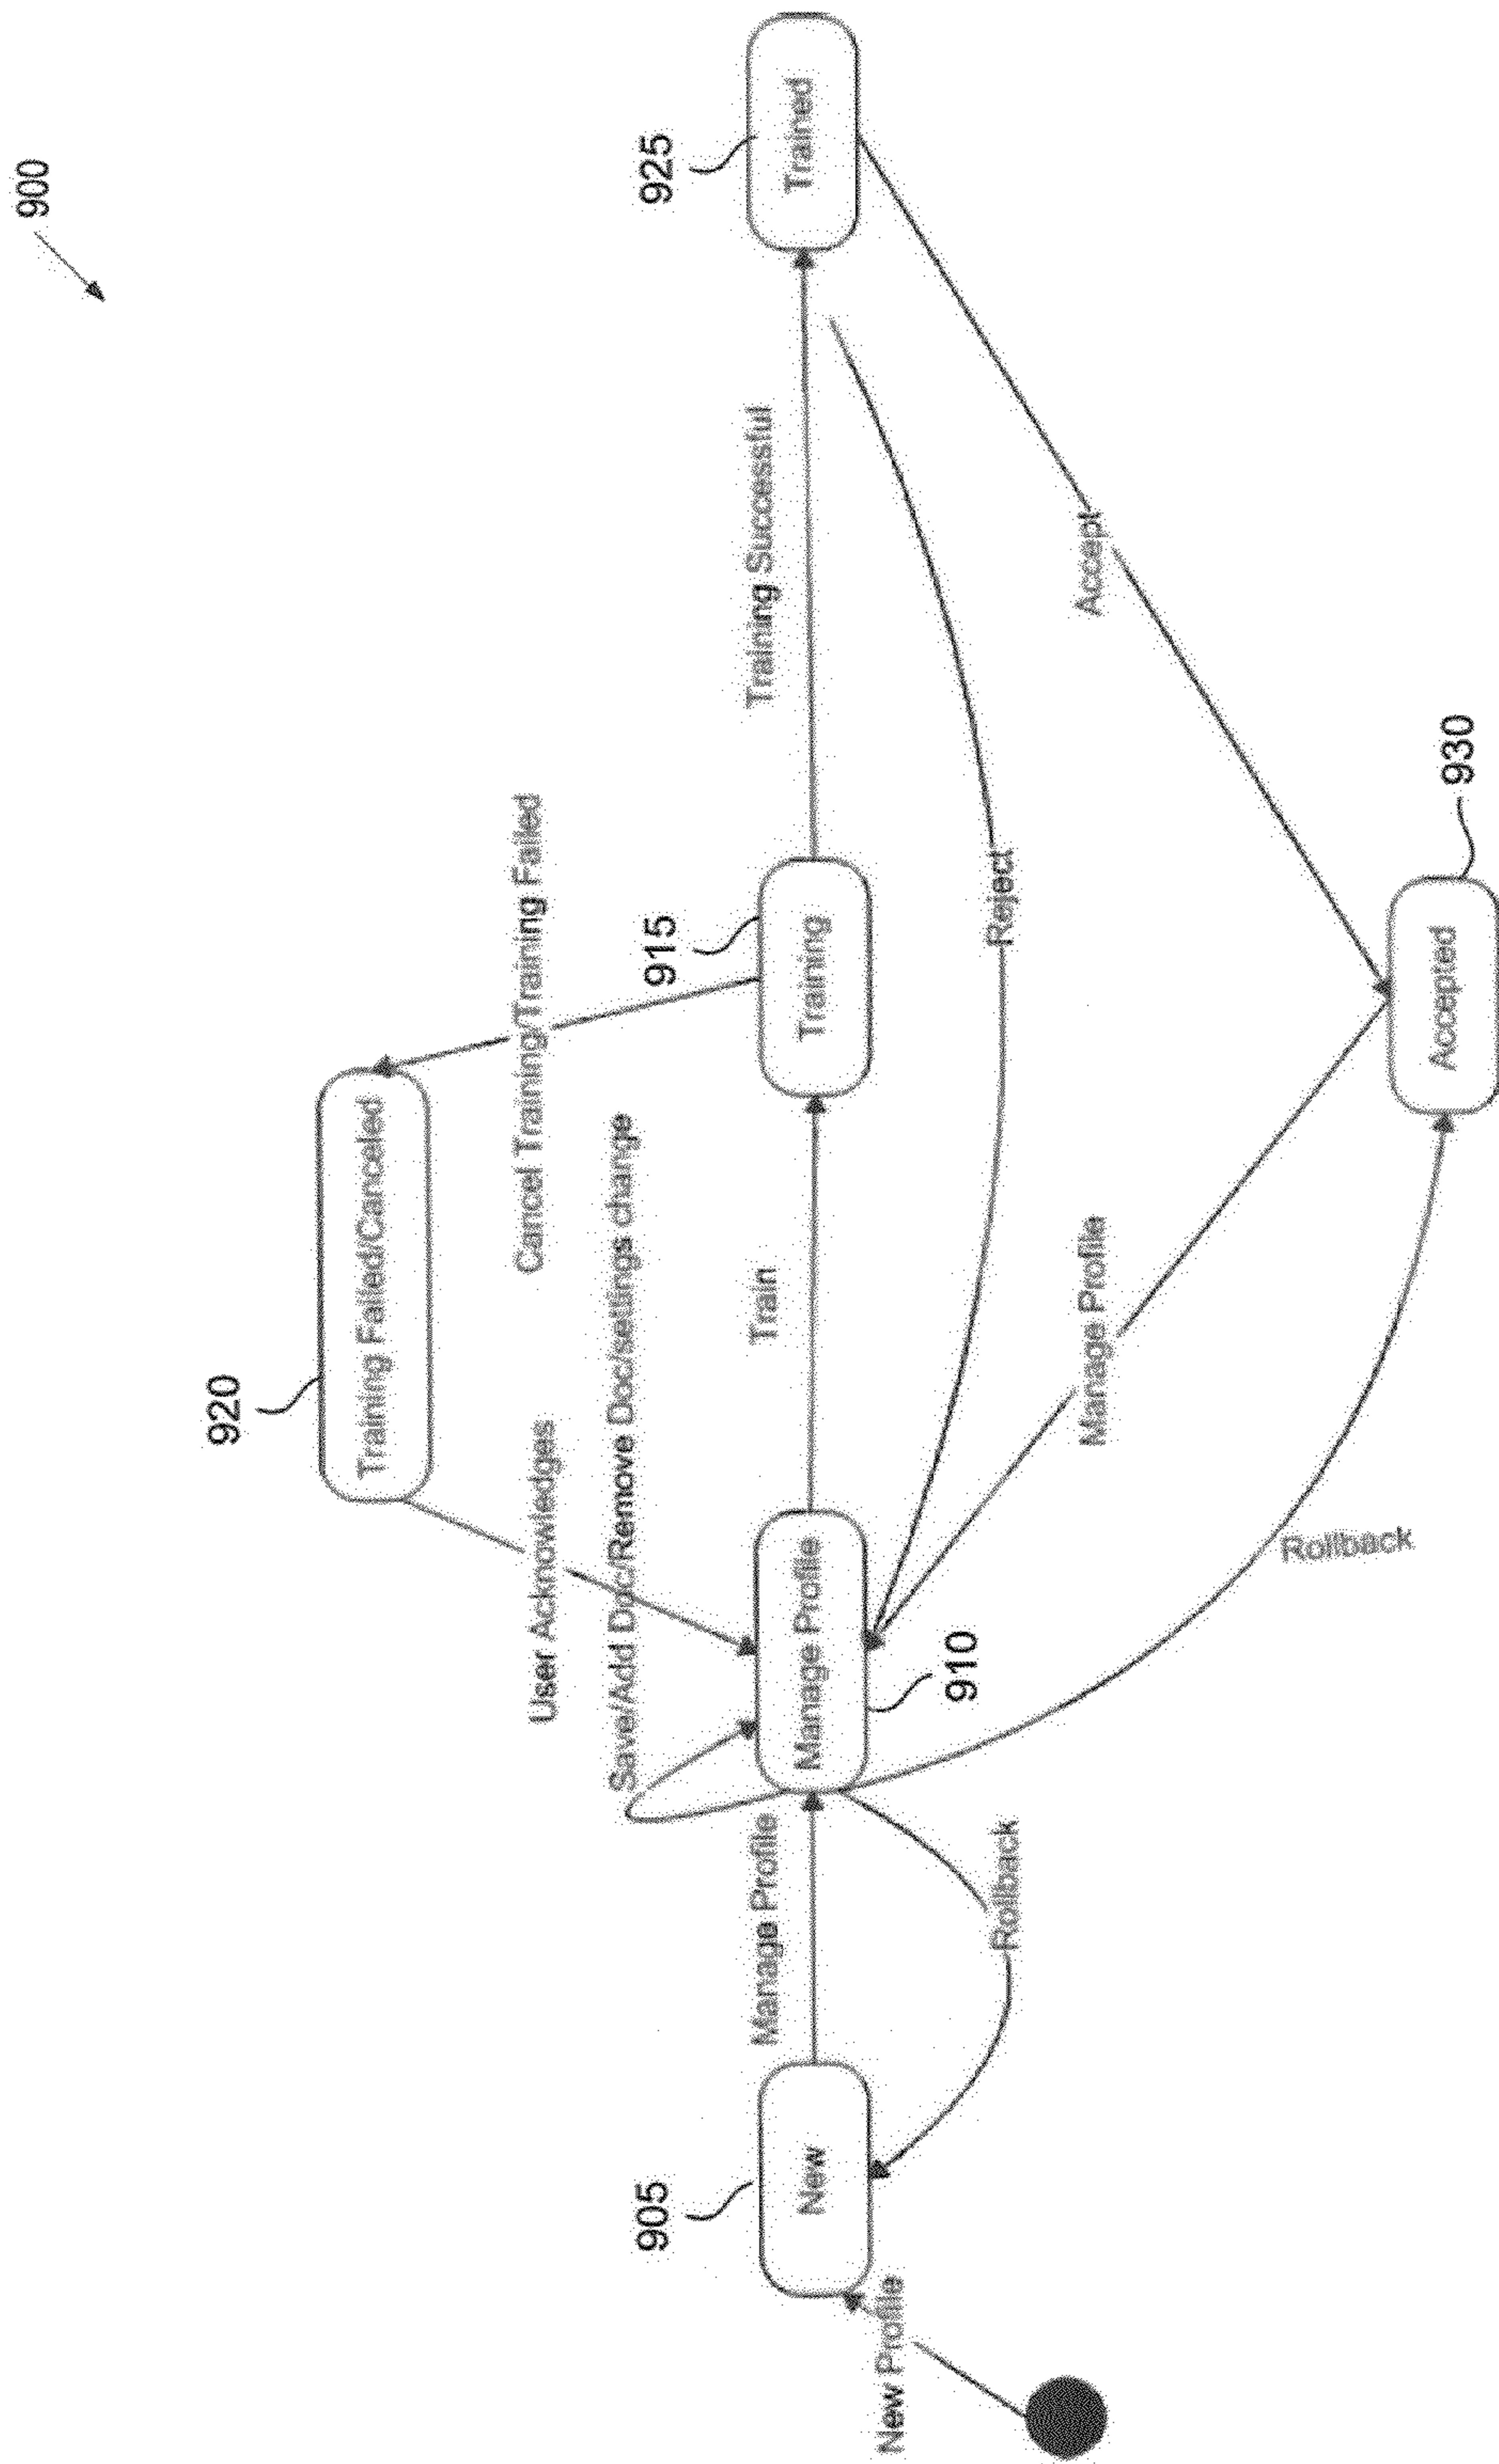 900
920
Training Failed/Canceled
User Acknowledges
Cancel Training/Training Failed
Save/Add Doc/Remove Doc/settings change
905
915
925
New Profile
New
Manage Profile
Manage Profile
Train
Training
Training Successful
Trained
910
Rollback
Reject
Manage Profile
Accept
Rollback
Accepted
930